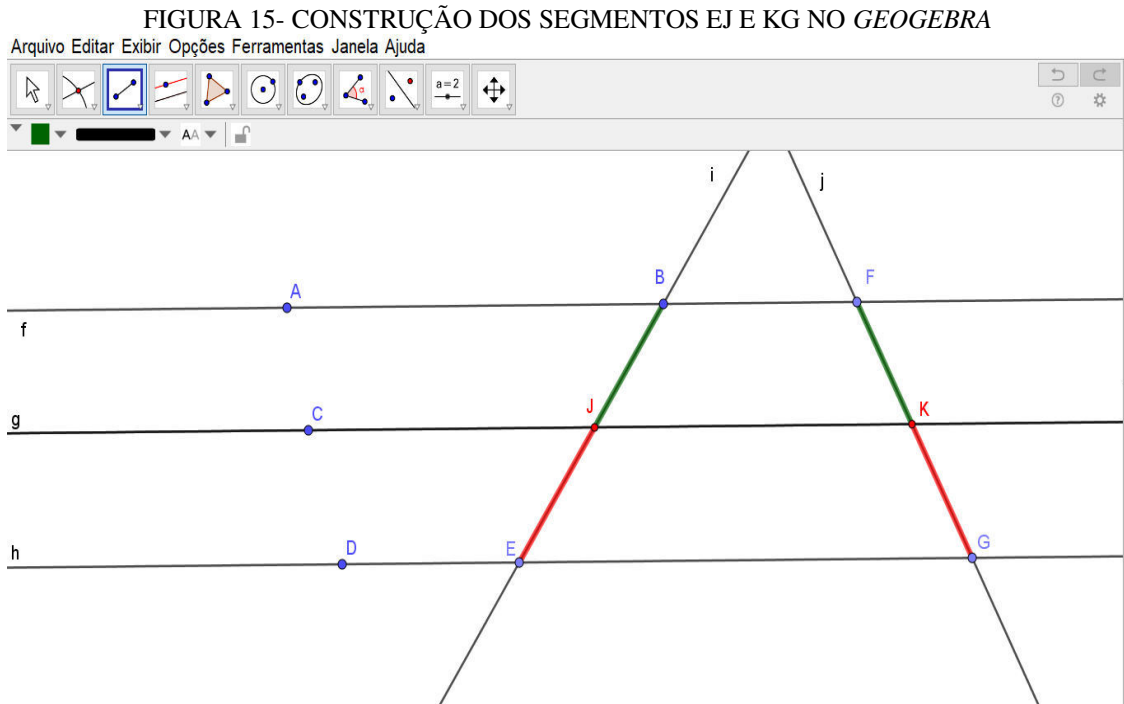 FIGURA 15- CONSTRUÇÃO DOS SEGMENTOS EJ E KG NO GEOGEBRA
Arquivo Editar Exibir Opções Ferramentas Janela Ajuda
α
a=2
AA
i
j
B
F
A
f
J
K
g
C
h
D
E
G